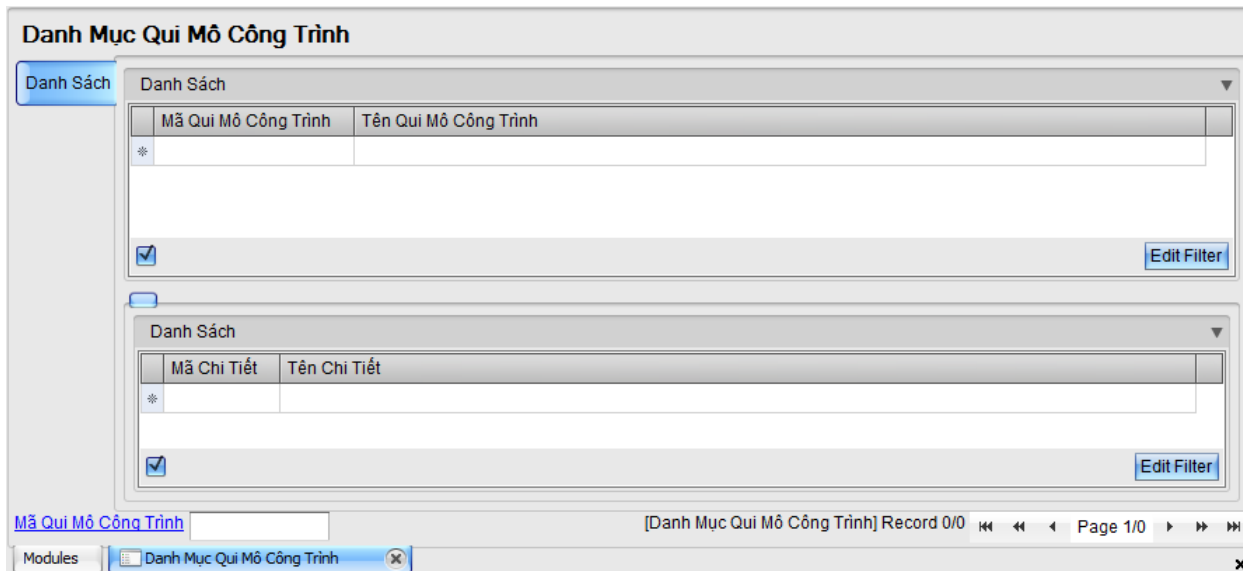 Danh Mục Qui Mô Công Trình
Danh Sách
Danh Sách
Mã Qui Mô Công Trình Tên Qui Mô Công Trình
Edit Filter
Danh Sách
Mã Chi Tiết Tên Chi Tiết
Edit Filter
Mã Qui Mô Công Trình [Danh Mục Qui Mô Công Trình] Record 0/0 Page 1/0
Modules Danh Mục Qui Mô Công Trình